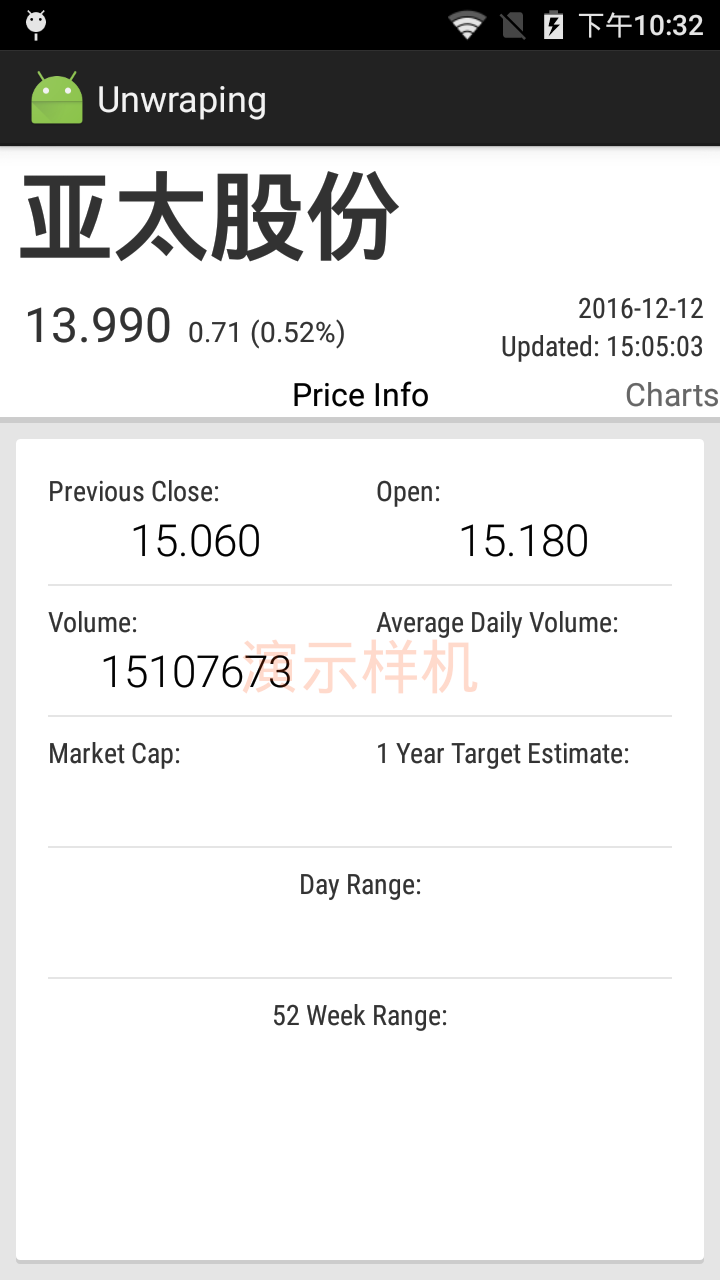 下午10:32
Unwraping
亚太股份
13.990 0.71 (0.52%)
2016-12-12
Updated: 15:05:03
Price Info
Charts
Previous Close: Open:
15.060 15.180
Volume: Average Daily Volume:
15107673
演示样机
Market Cap: 1 Year Target Estimate:
Day Range:
52 Week Range: